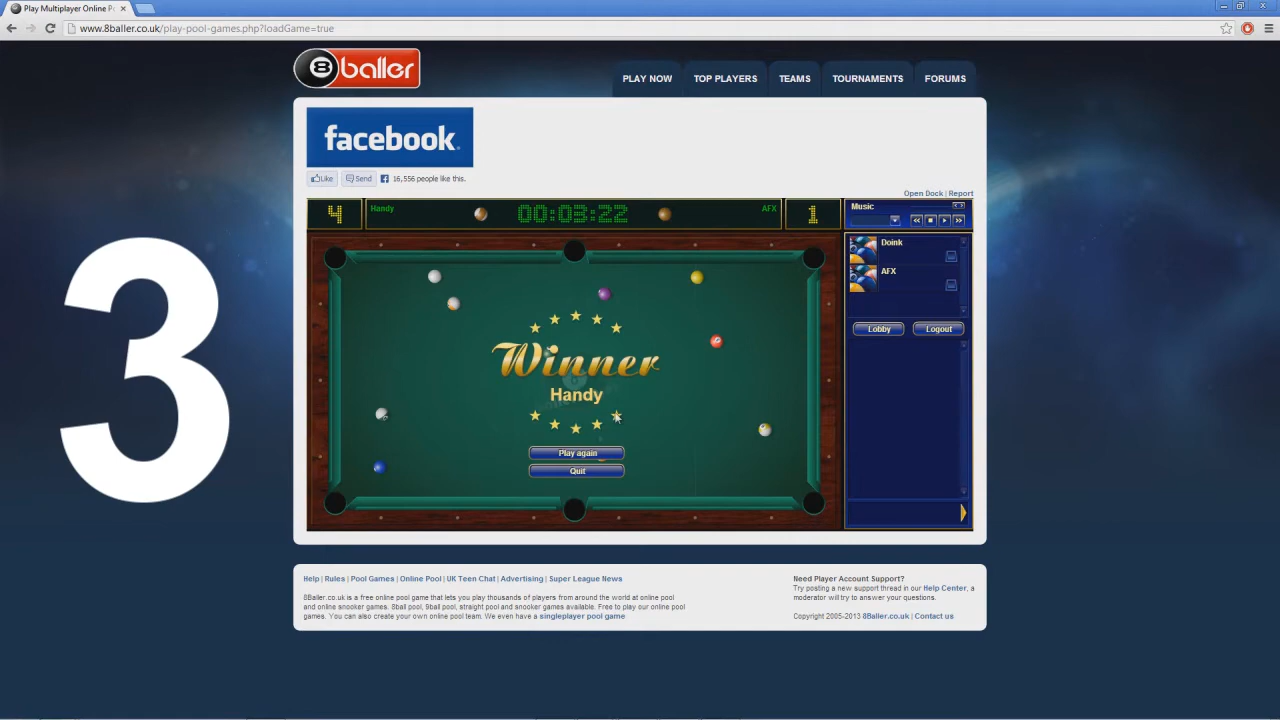 Play Multiplayer Online P
www.8baller.co.uk/play-pool-games.php?loadGame=true
8 baller
PLAY NOW TOP PLAYERS TEAMS TOURNAMENTS FORUMS
facebook.
Like Send 16,556 people like this.
Open Dock | Report
4 Handy 00:03:22 AFX 1 Music
Doink
AFX
Lobby Logout
3
Winner
Handy
Play again
Quit
Help | Rules | Pool Games | Online Pool | UK Teen Chat | Advertising | Super League News
8Baller.co.uk is a free online pool game that lets you play thousands of players from around the world at online pool
and online snooker games. 8ball pool, 9ball pool, straight pool and snooker games available. Free to play our online pool
games. You can also create your own online pool team. We even have a singleplayer pool game
Need Player Account Support?
Try posting a new support thread in our Help Center, a
moderator will try to answer your questions.
Copyright 2005-2013 8Baller.co.uk | Contact us